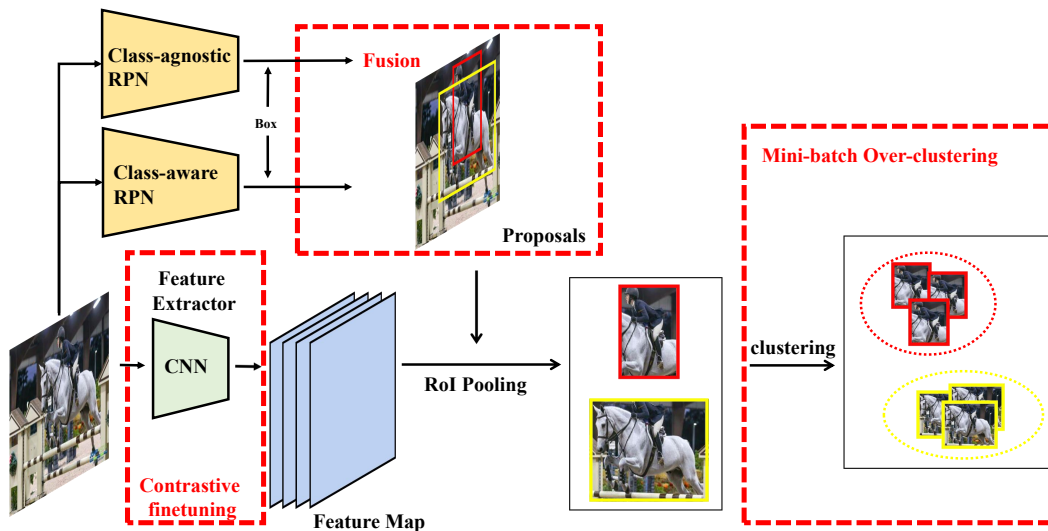 Class-agnostic
RPN
Box
Class-aware
RPN
Fusion
Proposals
Feature
Extractor
CNN
Contrastive
finetuning
Feature Map
RoI Pooling
Mini-batch Over-clustering
clustering